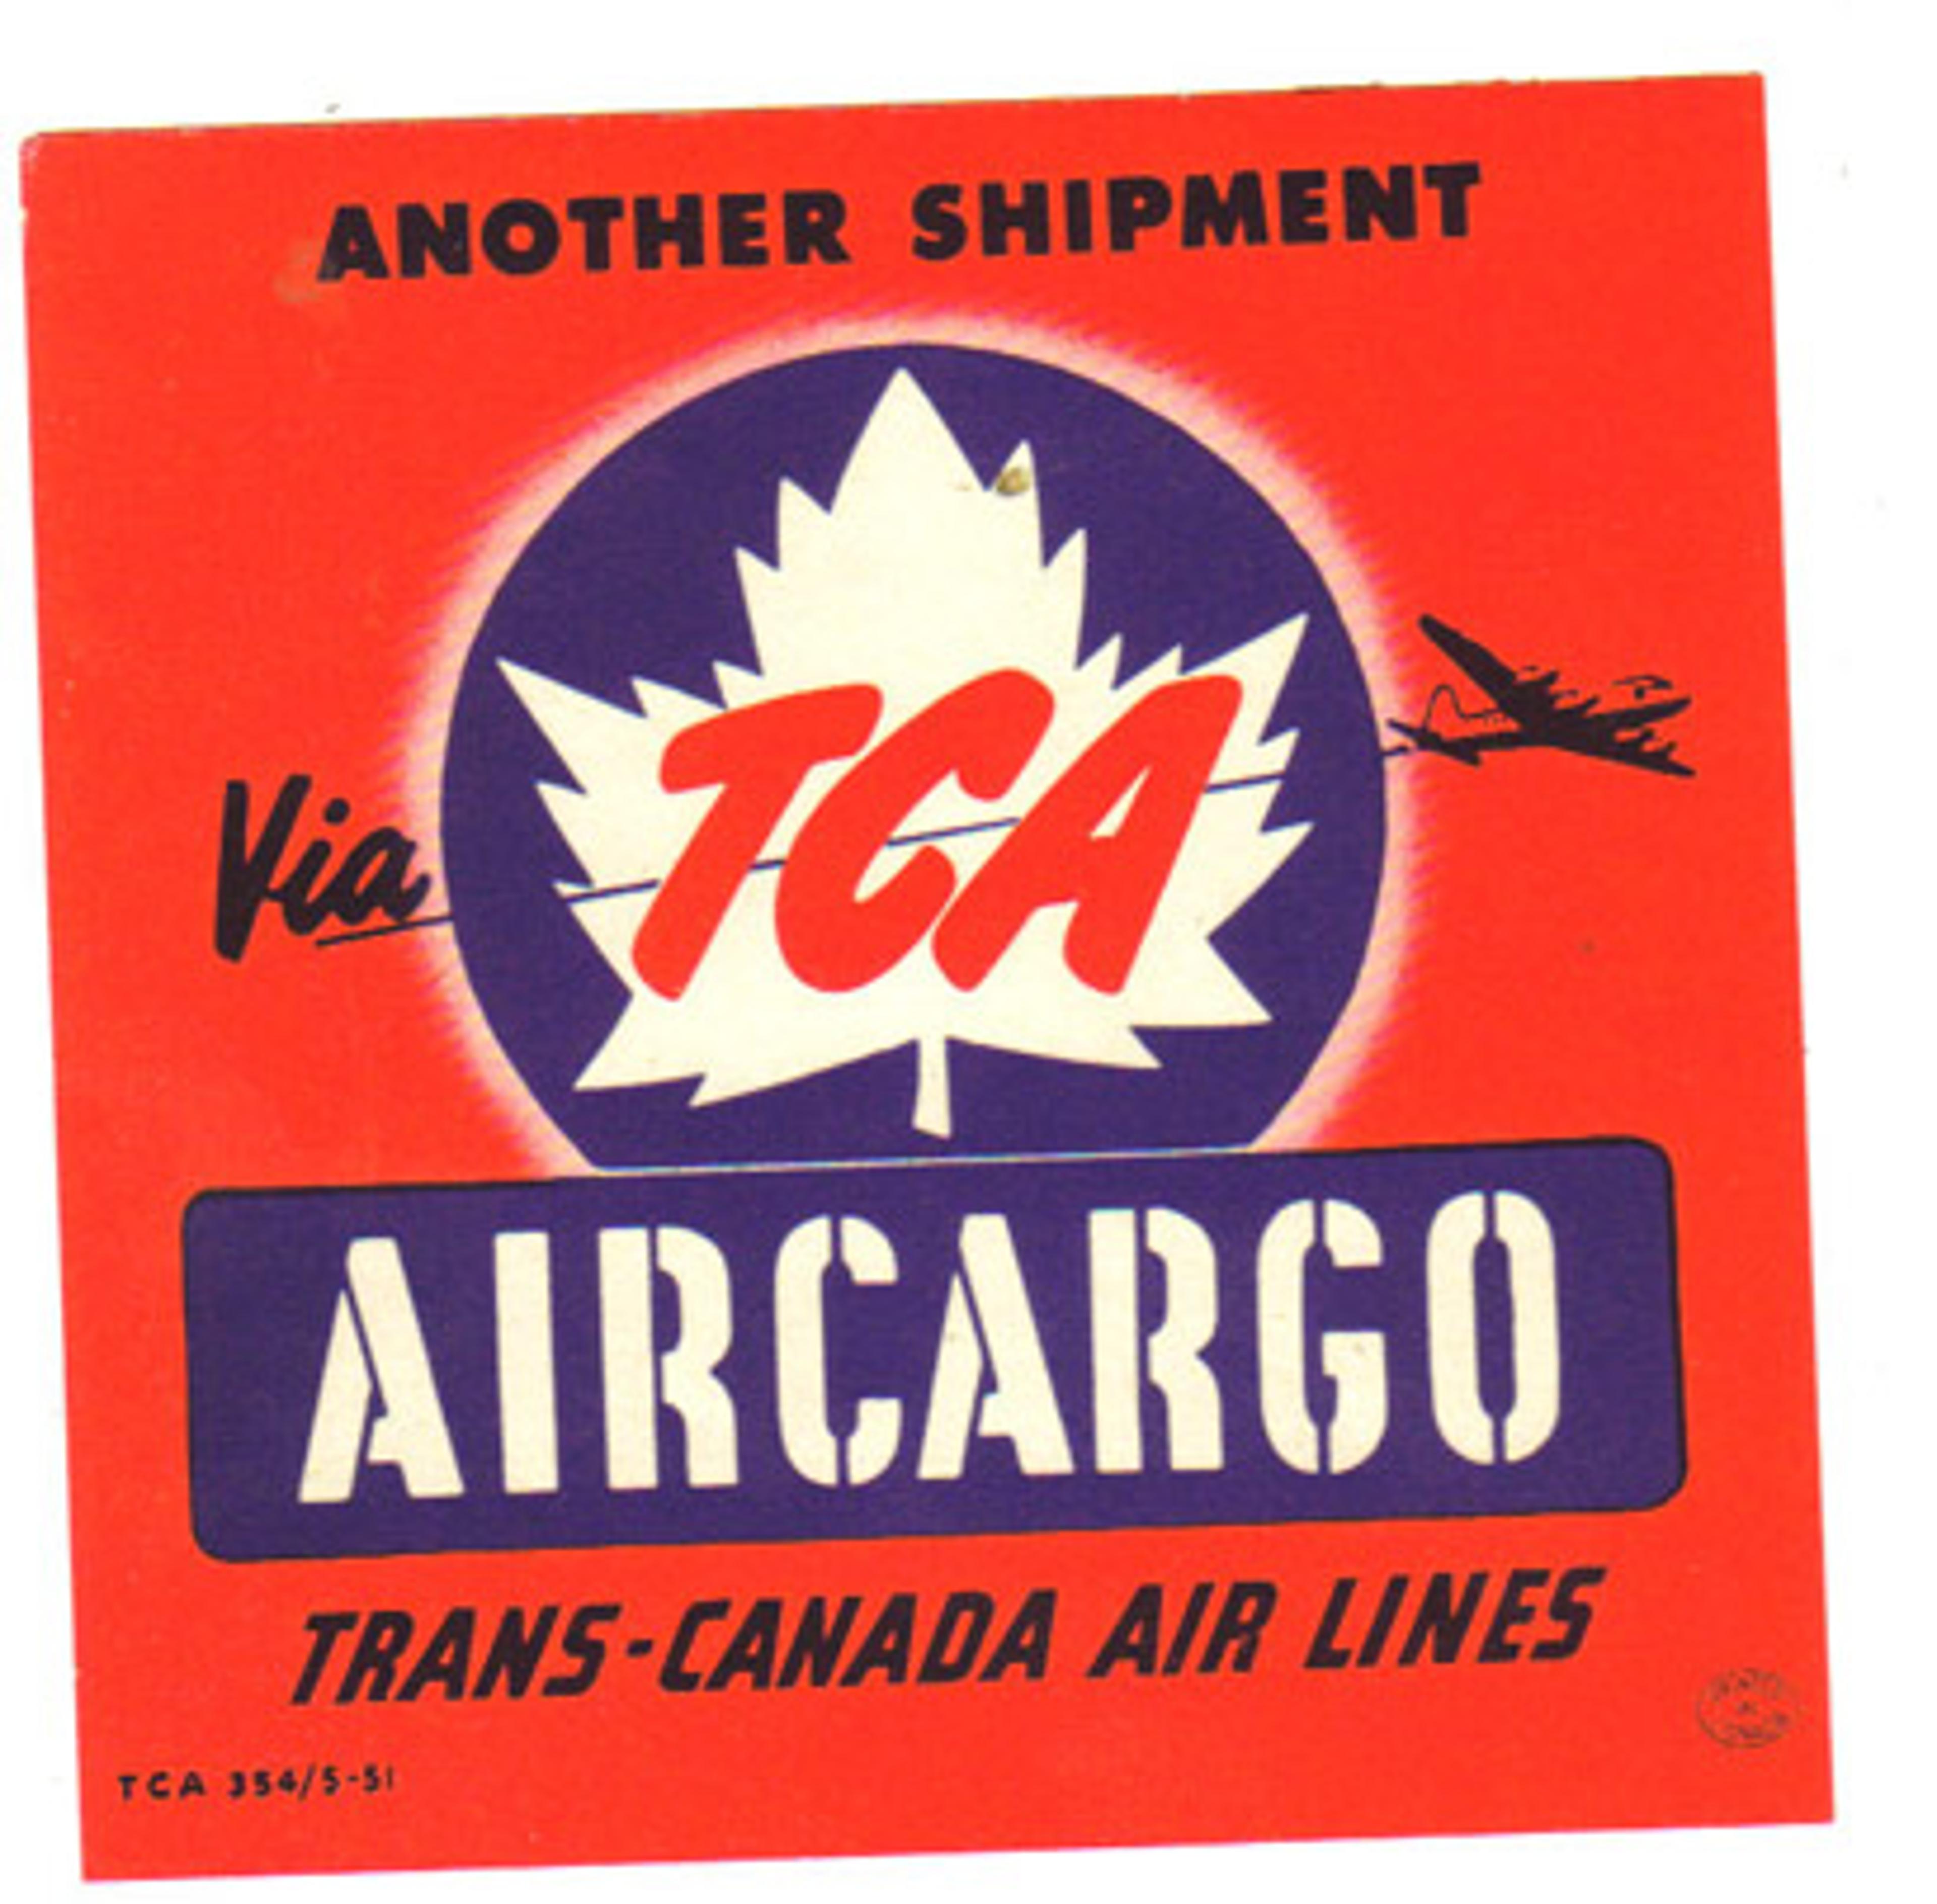 ANOTHER SHIPMENT
Via
TCA
AIRCARGO
TRANS-CANADA AIR LINES
TCA 354/5-51